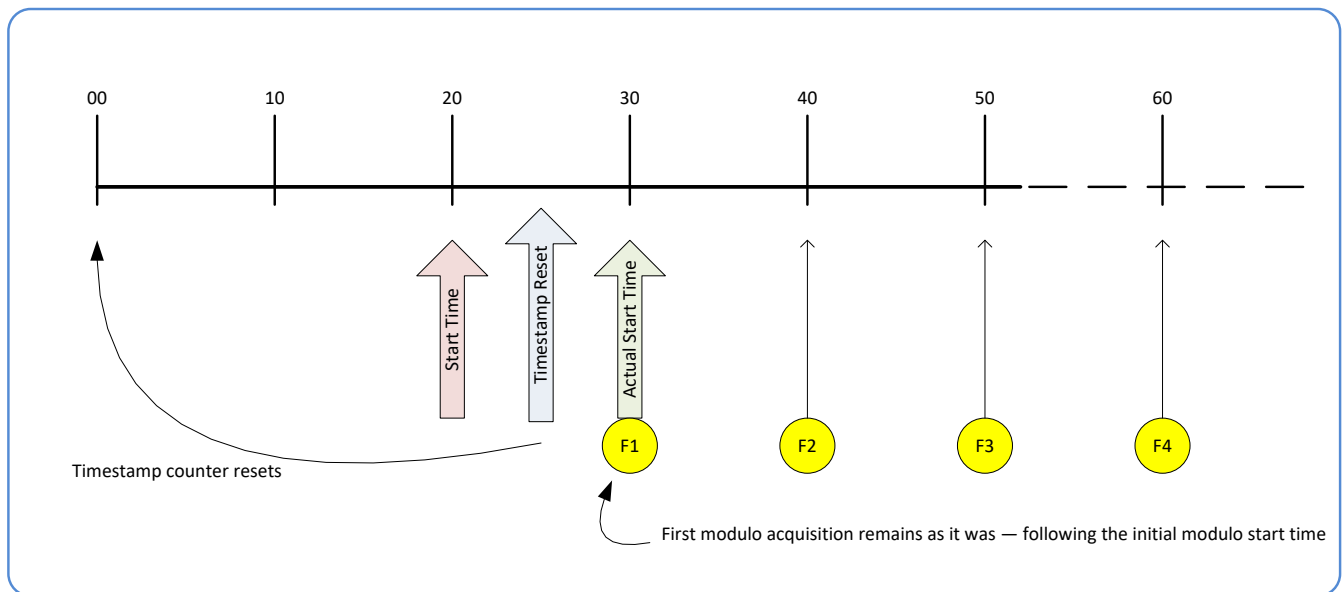 00 10 20 30 40 50 60
Start Time
Timestamp Reset
Actual Start Time
F1 F2 F3 F4
Timestamp counter resets
First modulo acquisition remains as it was — following the initial modulo start time